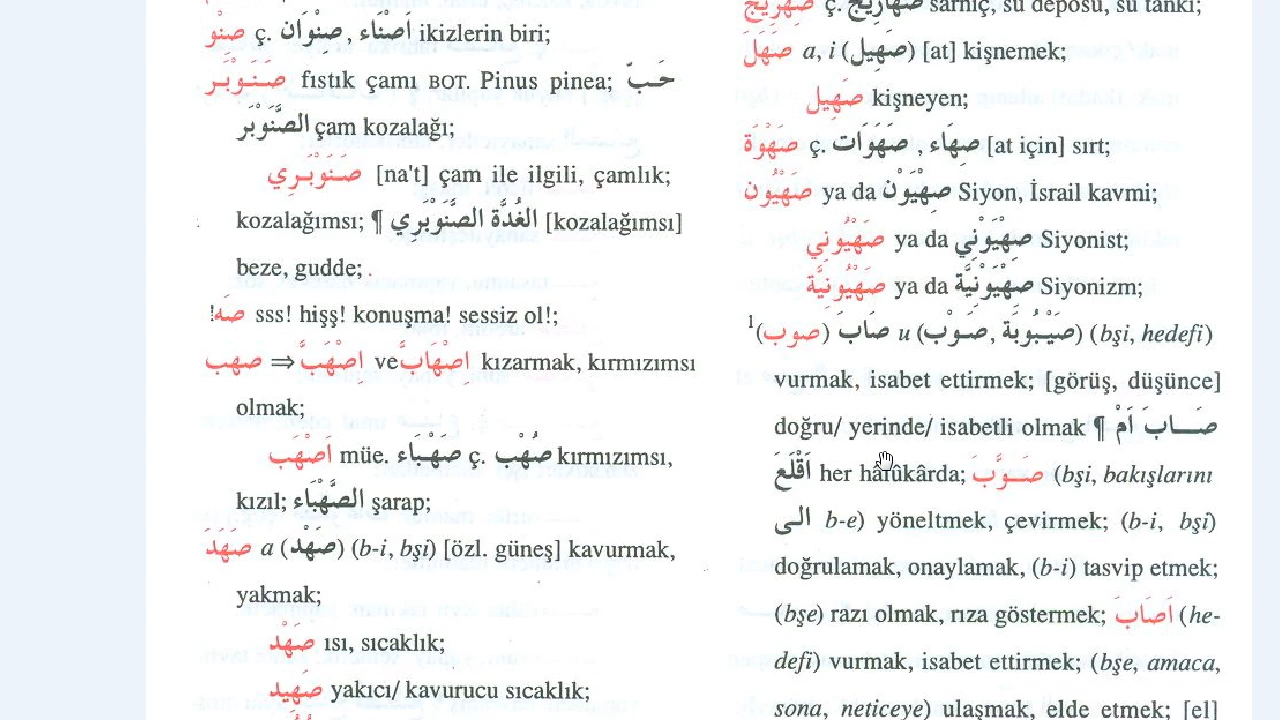 صِنْو ç. أَصْنَاء , صِنْوَان ikizlerin biri;
صَنَوْبَر fıstık çamı BOT. Pinus pinea; حَبّ
الصَّنَوْبَر çam kozalağı;
صَنَوْبَرِي [na't] çam ile ilgili, çamlık;
kozalağımsı; ¶ الغُدَّة الصَّنَوْبَرِي [kozalağımsı]
beze, gudde;
صَه! sss! hişş! konuşma! sessiz ol!;
صهب ⇒ اصْهَبَّ ve اصْهَابَّ kızarmak, kırmızımsı
olmak;
أَصْهَب müe. صَهْبَاء ç. صُهْب kırmızımsı,
kızıl; الصَّهْبَاء şarap;
صَهَدَ a (صَهْد) (b-i, bşi) [özl. güneş] kavurmak,
yakmak;
صَهْد ısı, sıcaklık;
صَهِيد yakıcı/ kavurucu sıcaklık;
صِهْرِيج ç. صَهَارِيج sarnıç, su deposu, su tankı;
صَهَلَ a, i (صَهِيل) [at] kişnemek;
صَهِيل kişneyen;
صَهْوَة ç. صَهَوَات , صِهَاء [at için] sırt;
صَهْيُون ya da صِهْيَوْن Siyon, İsrail kavmi;
صَهْيُونِي ya da صِهْيَوْنِي Siyonist;
صَهْيُونِيَّة ya da صِهْيَوْنِيَّة Siyonizm;
¹(صوب) صَابَ u (صَيْبُوبَة , صَوْب) (bşi, hedefi)
vurmak, isabet ettirmek; [görüş, düşünce]
doğru/ yerinde/ isabetli olmak ¶ صَابَ أَمْ
أَقْلَعَ her hâlükârda; صَوَّبَ (bşi, bakışlarını
الى b-e) yöneltmek, çevirmek; (b-i, bşi)
doğrulamak, onaylamak, (b-i) tasvip etmek;
(bşe) razı olmak, rıza göstermek; أَصَابَ (he-
defi) vurmak, isabet ettirmek; (bşe, amaca,
sona, neticeye) ulaşmak, elde etmek; [el]